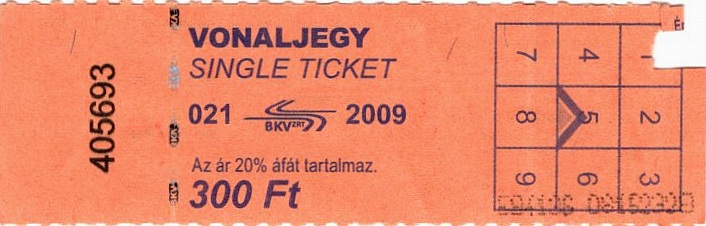 405693
VONALJEGY
SINGLE TICKET
021 BKV ZRT 2009
Az ár 20% áfát tartalmaz.
300 Ft
7 4 1
8 5 2
9 6 3